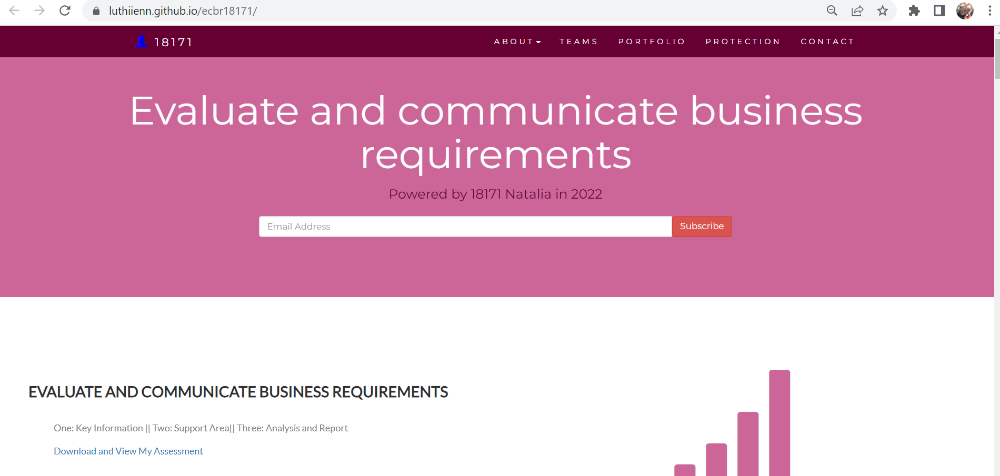 luthiienn.github.io/ecbr18171/
18171
ABOUT TEAMS PORTFOLIO PROTECTION CONTACT
Evaluate and communicate business
requirements
Powered by 18171 Natalia in 2022
Email Address Subscribe
EVALUATE AND COMMUNICATE BUSINESS REQUIREMENTS
One: Key Information || Two: Support Area|| Three: Analysis and Report
Download and View My Assessment